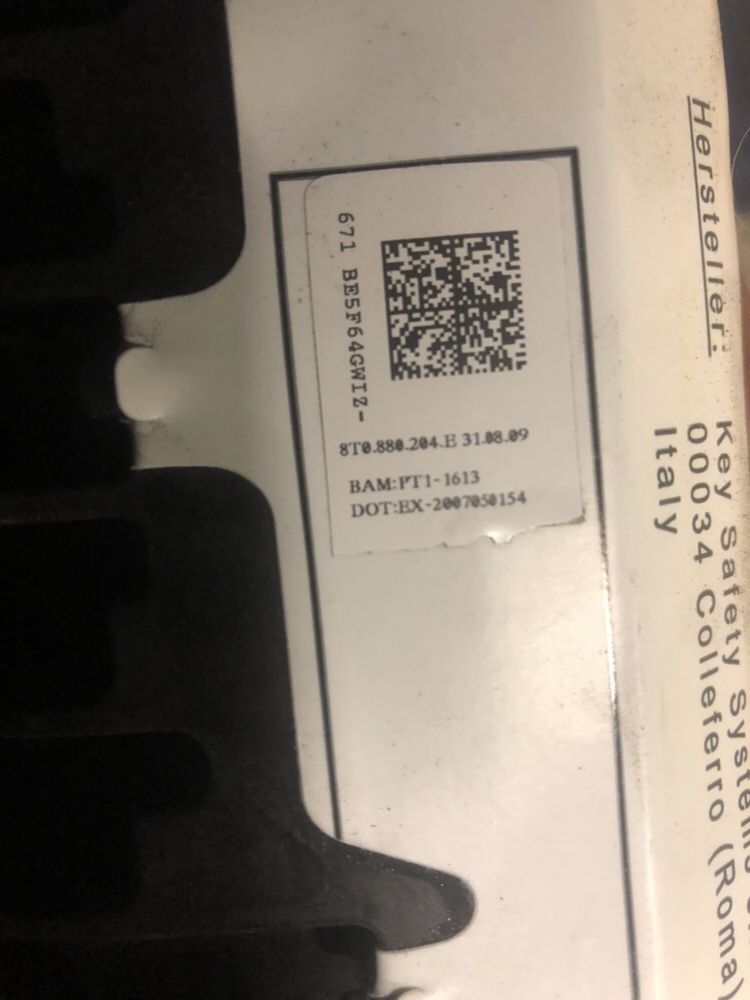 671 BE5F64GWIZ-
8T0.880.204.E 31.08.09
BAM:PT1-1613
DOT:EX-2007050154
Hersteller:
Key Safety Systems
00034 Colleferro (Roma)
Italy